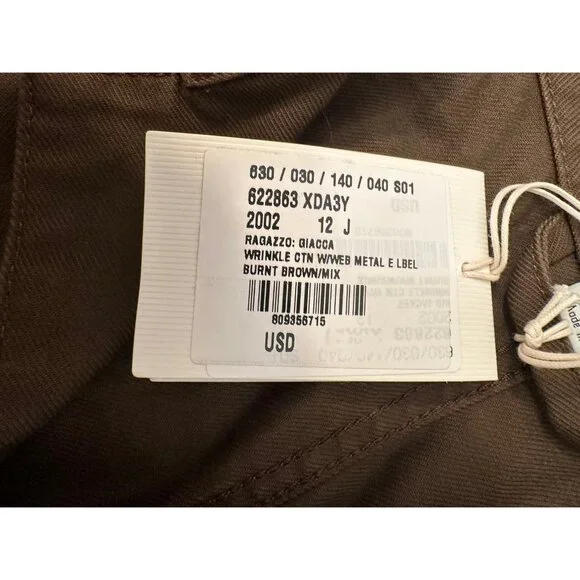 630 / 030 / 140 / 040 S01
622863 XDA3Y
2002 12 J
RAGAZZO: GIACCA
WRINKLE CTN W/WEB METAL E LBEL
BURNT BROWN/MIX
809356715
USD